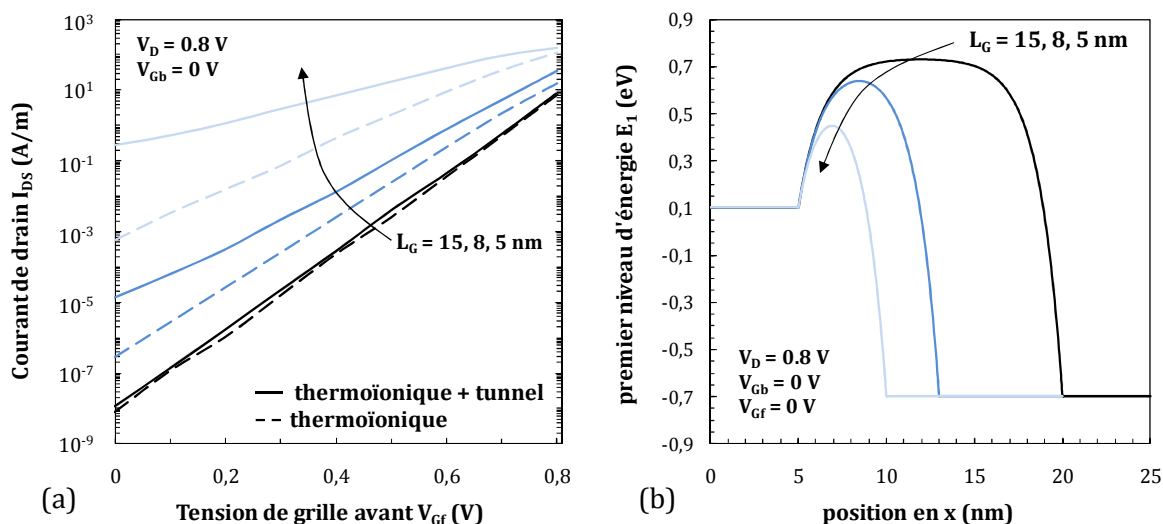 Courant de drain I_DS (A/m)
10^3
10^1
10^-1
10^-3
10^-5
10^-7
10^-9
V_D = 0.8 V
V_Gb = 0 V
L_G = 15, 8, 5 nm
thermoïonique + tunnel
thermoïonique
0
0,2
0,4
0,6
0,8
Tension de grille avant V_Gf (V)
(a)
premier niveau d'énergie E_1 (eV)
0,9
0,7
0,5
0,3
0,1
-0,1
-0,3
-0,5
-0,7
-0,9
L_G = 15, 8, 5 nm
V_D = 0.8 V
V_Gb = 0 V
V_Gf = 0 V
0
5
10
15
20
25
position en x (nm)
(b)